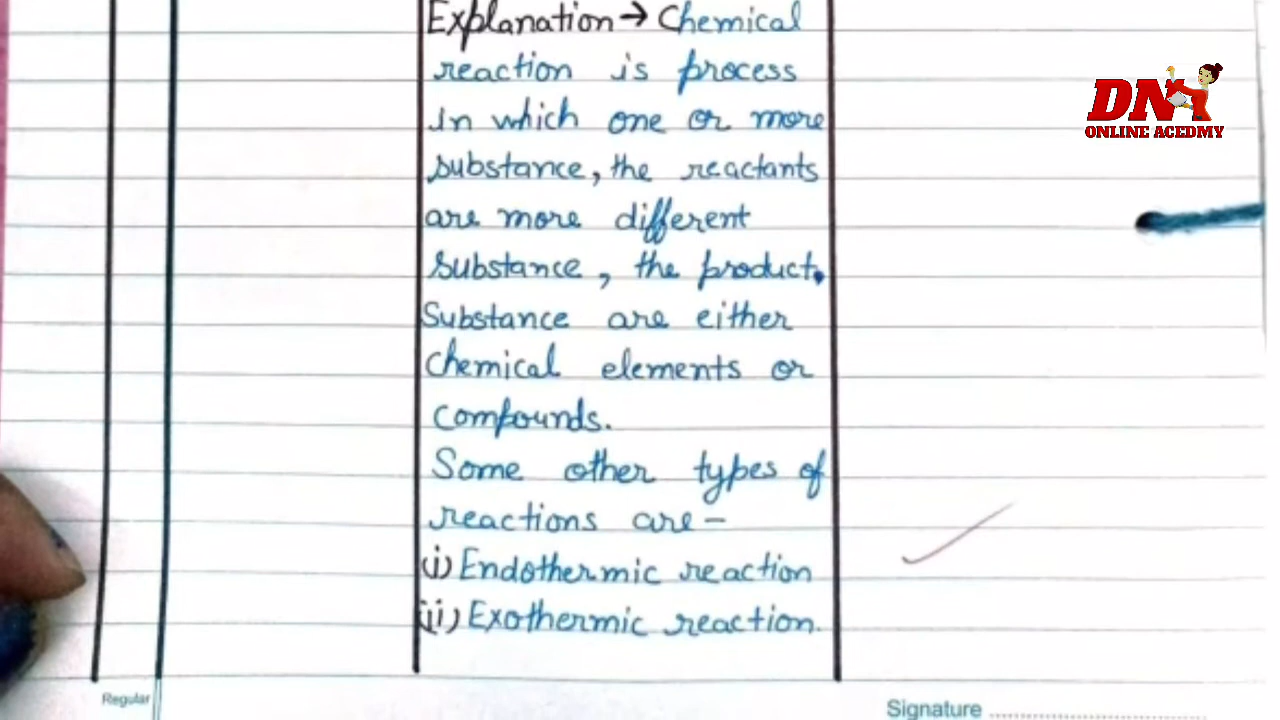 Explanation → Chemical
reaction is process
in which one or more
substance, the reactants
are more different
substance, the product.
Substance are either
chemical elements or
compounds.
Some other types of
reactions are –
(i) Endothermic reaction
(ii) Exothermic reaction.
DNA
ONLINE ACEDMY
Regular
Signature ........................................